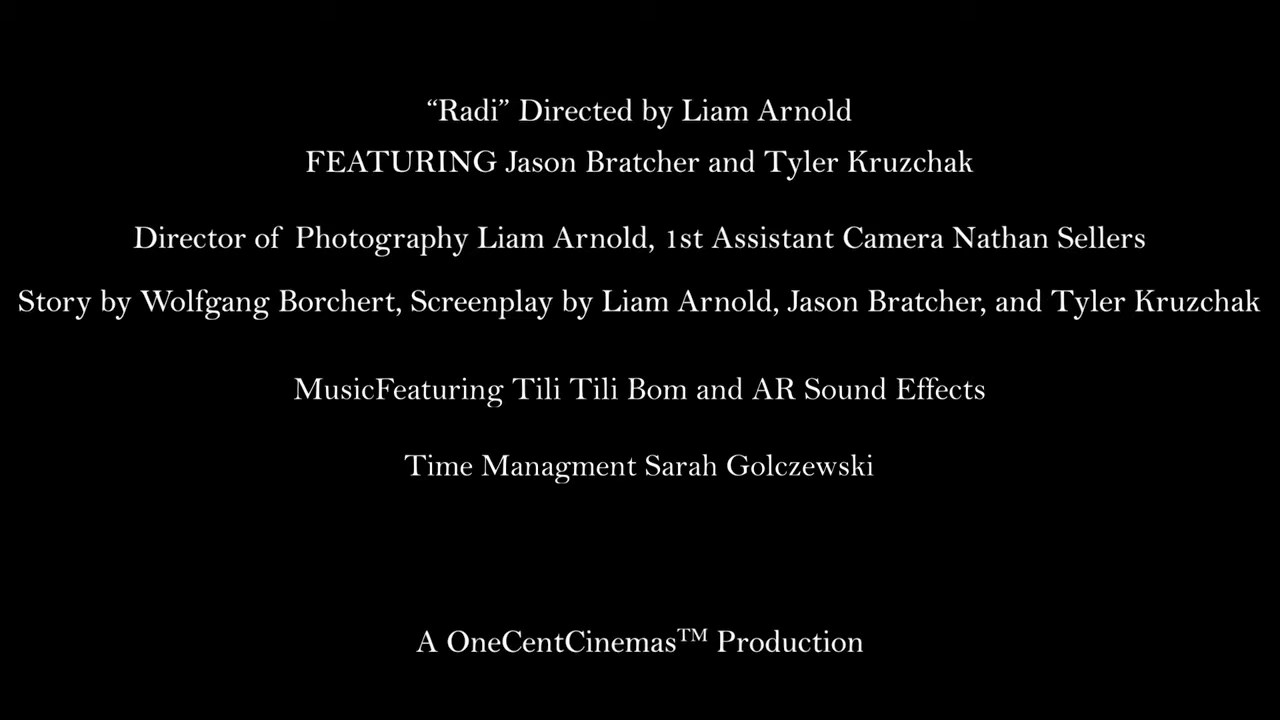 “Radi” Directed by Liam Arnold
FEATURING Jason Bratcher and Tyler Kruzchak
Director of Photography Liam Arnold, 1st Assistant Camera Nathan Sellers
Story by Wolfgang Borchert, Screenplay by Liam Arnold, Jason Bratcher, and Tyler Kruzchak
MusicFeaturing Tili Tili Bom and AR Sound Effects
Time Managment Sarah Golczewski
A OneCentCinemas™ Production